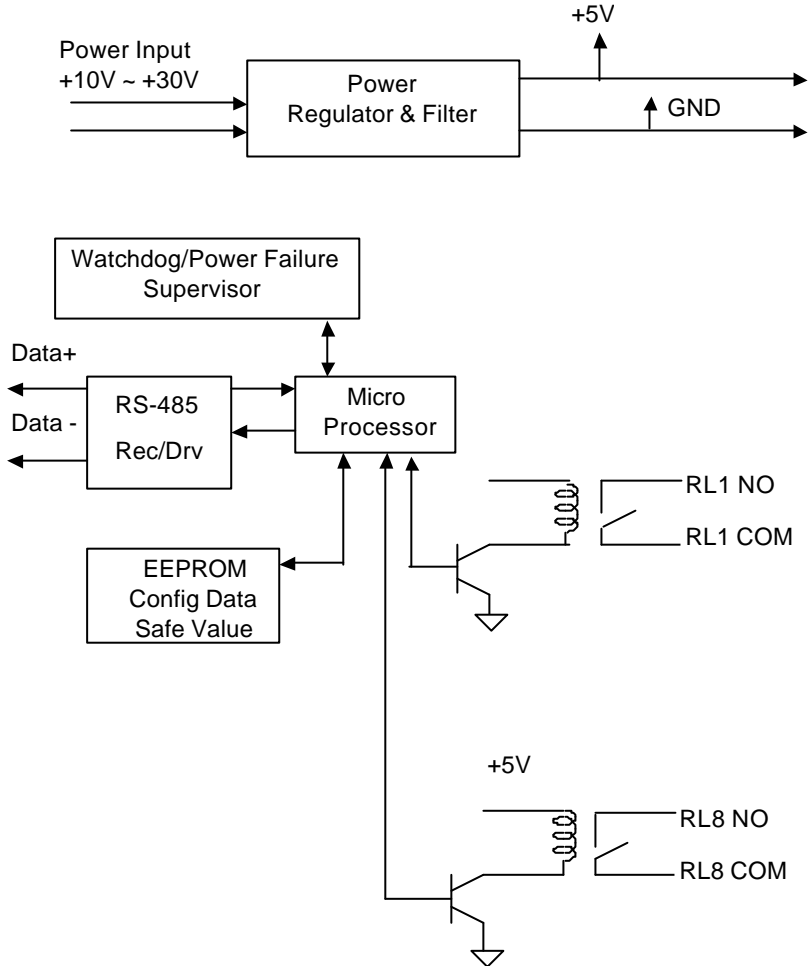 +5V
Power Input
+10V ~ +30V
Power
Regulator & Filter
GND
Watchdog/Power Failure
Supervisor
Data+
Data -
RS-485
Rec/Drv
Micro
Processor
EEPROM
Config Data
Safe Value
RL1 NO
RL1 COM
+5V
RL8 NO
RL8 COM